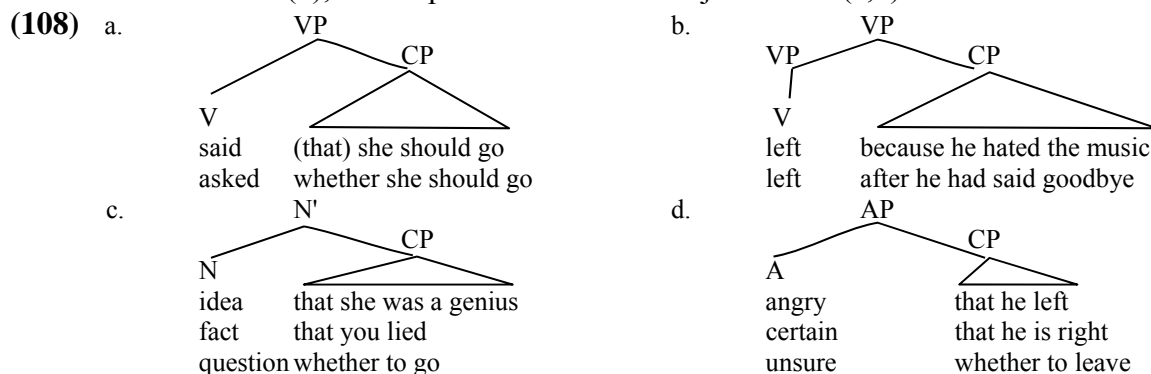 (108) a. VP b. VP
CP VP CP
V V
said (that) she should go left because he hated the music
asked whether she should go left after he had said goodbye
c. N' d. AP
CP CP
N A
idea that she was a genius angry that he left
fact that you lied certain that he is right
question whether to go unsure whether to leave